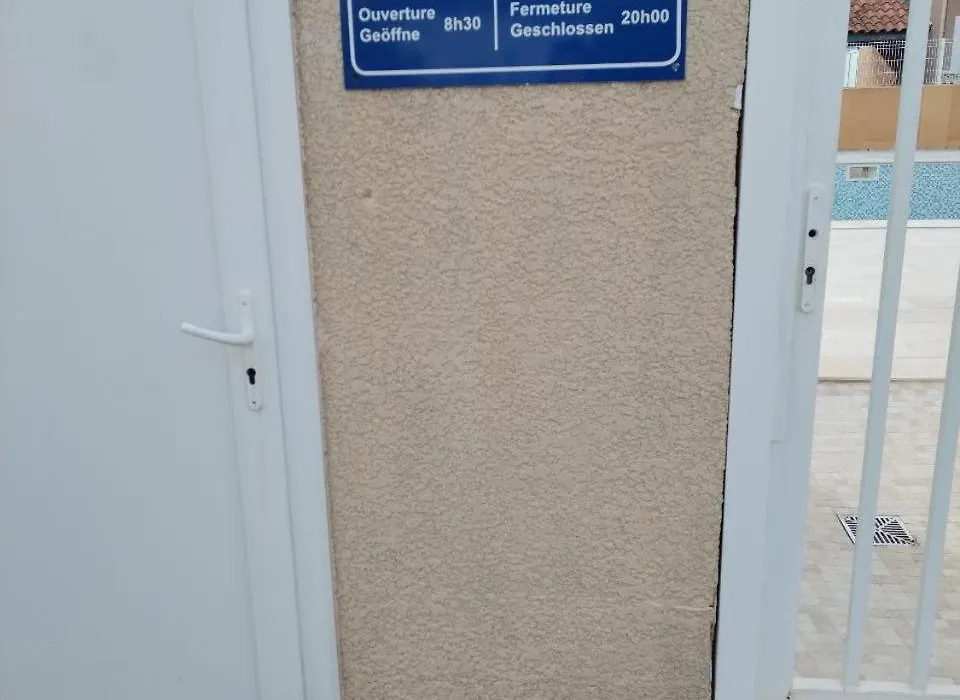 Ouverture
Geöffne
8h30
Fermeture
Geschlossen
20h00